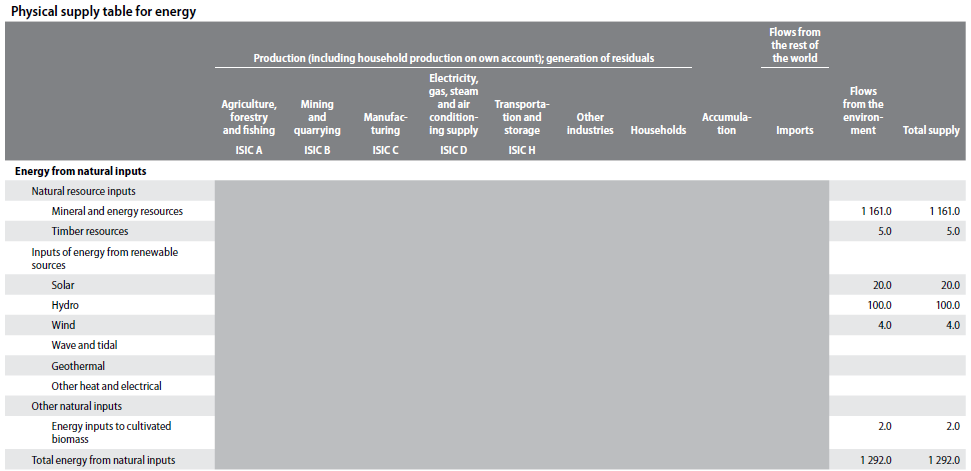 Physical supply table for energy
Flows from
the rest of
the world
Production (including household production on own account); generation of residuals
Agriculture,
forestry
and fishing
ISIC A
Mining
and
quarrying
ISIC B
Manufac-
turing
ISIC C
Electricity,
gas, steam
and air
condition-
ing supply
ISIC D
Transporta-
tion and
storage
ISIC H
Other
industries
Households
Accumula-
tion
Imports
Flows
from the
environ-
ment
Total supply
Energy from natural inputs
Natural resource inputs
Mineral and energy resources 1 161.0 1 161.0
Timber resources 5.0 5.0
Inputs of energy from renewable
sources
Solar 20.0 20.0
Hydro 100.0 100.0
Wind 4.0 4.0
Wave and tidal
Geothermal
Other heat and electrical
Other natural inputs
Energy inputs to cultivated
biomass 2.0 2.0
Total energy from natural inputs 1 292.0 1 292.0